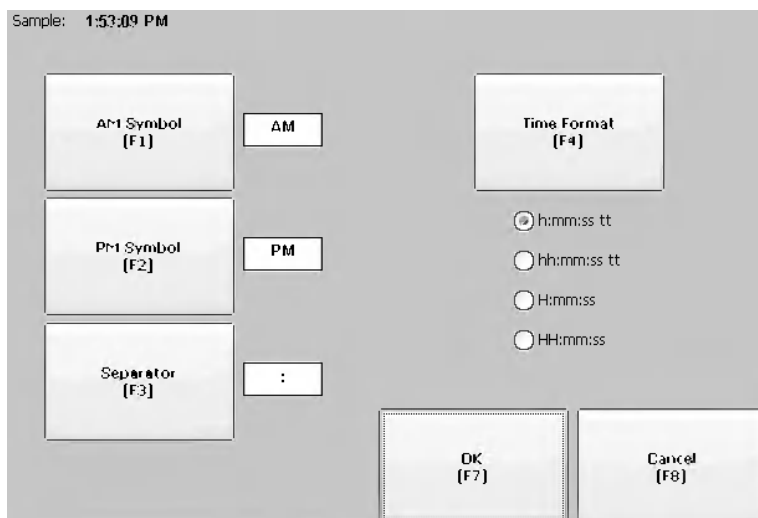 Sample: 1:53:09 PM
AM Symbol
[F1]
AM
Time Format
[F4]
PM Symbol
[F2]
PM
h:mm:ss tt
hh:mm:ss tt
H:mm:ss
HH:mm:ss
Separator
[F3]
:
OK
[F7]
Cancel
[F8]